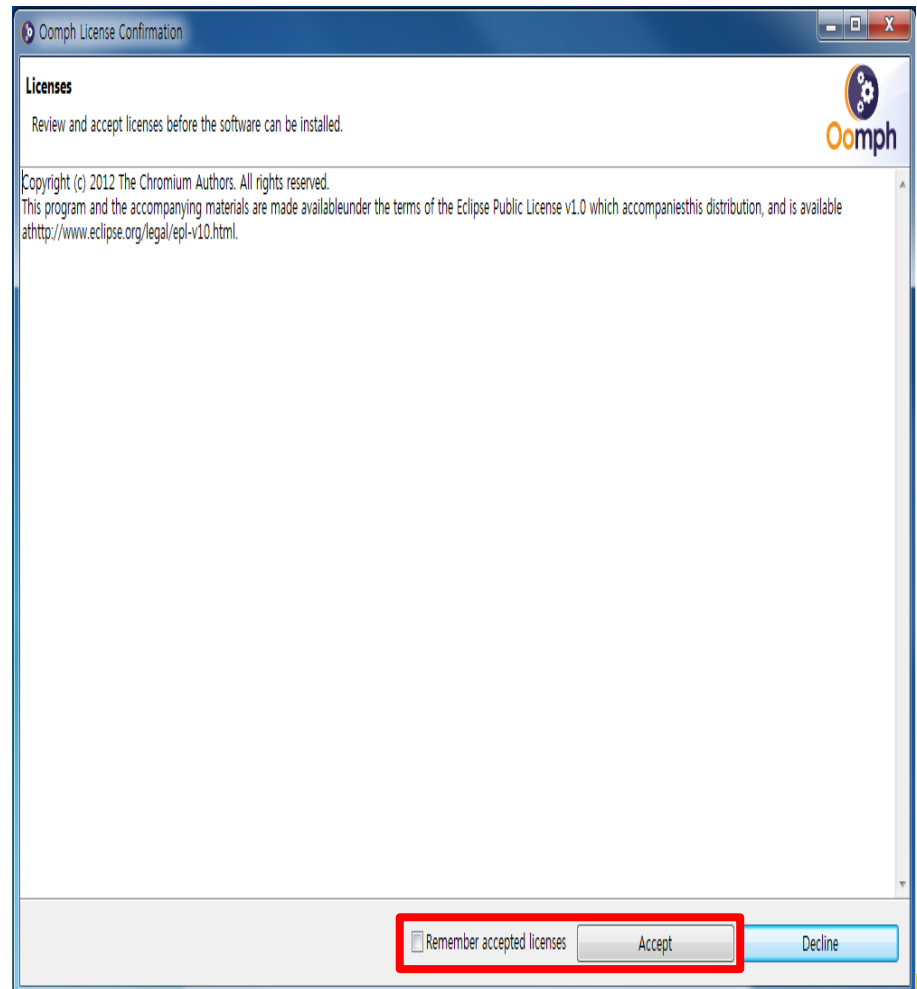 Oomph License Confirmation
Licenses
Review and accept licenses before the software can be installed.
Oomph
Copyright (c) 2012 The Chromium Authors. All rights reserved.
This program and the accompanying materials are made availableunder the terms of the Eclipse Public License v1.0 which accompaniesthis distribution, and is available
athttp://www.eclipse.org/legal/epl-v10.html.
Remember accepted licenses
Accept
Decline